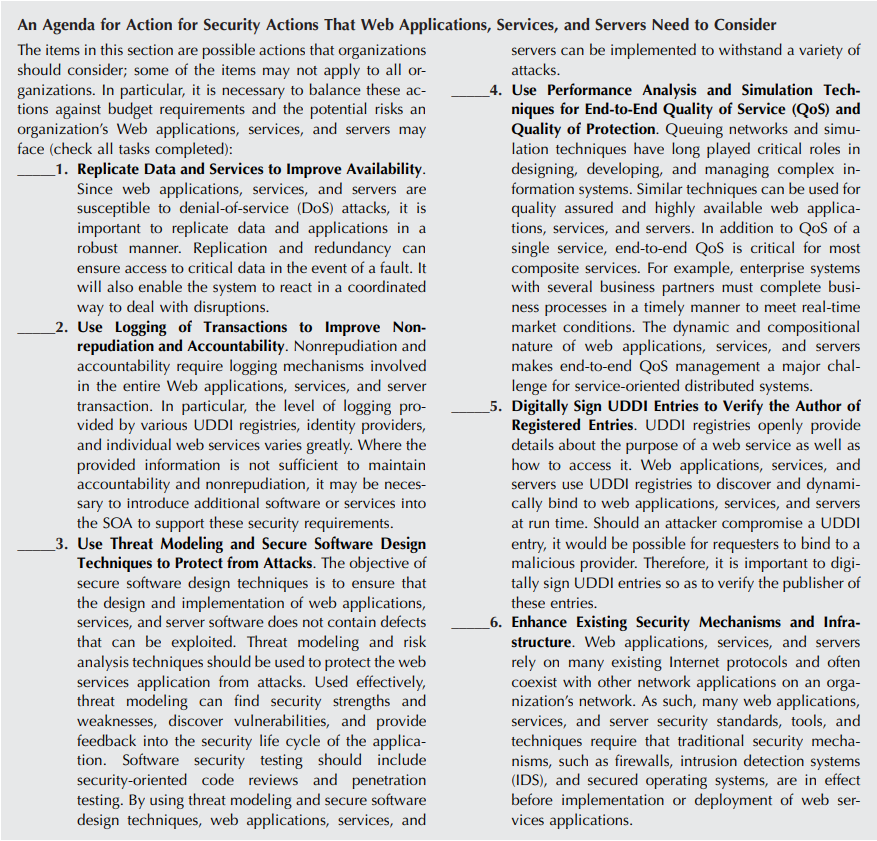 An Agenda for Action for Security Actions That Web Applications, Services, and Servers Need to Consider
The items in this section are possible actions that organizations
should consider; some of the items may not apply to all or-
ganizations. In particular, it is necessary to balance these ac-
tions against budget requirements and the potential risks an
organization's Web applications, services, and servers may
face (check all tasks completed):
_____1. Replicate Data and Services to Improve Availability.
Since web applications, services, and servers are
susceptible to denial-of-service (DoS) attacks, it is
important to replicate data and applications in a
robust manner. Replication and redundancy can
ensure access to critical data in the event of a fault. It
will also enable the system to react in a coordinated
way to deal with disruptions.
_____2. Use Logging of Transactions to Improve Non-
repudiation and Accountability. Nonrepudiation and
accountability require logging mechanisms involved
in the entire Web applications, services, and server
transaction. In particular, the level of logging pro-
vided by various UDDI registries, identity providers,
and individual web services varies greatly. Where the
provided information is not sufficient to maintain
accountability and nonrepudiation, it may be neces-
sary to introduce additional software or services into
the SOA to support these security requirements.
_____3. Use Threat Modeling and Secure Software Design
Techniques to Protect from Attacks. The objective of
secure software design techniques is to ensure that
the design and implementation of web applications,
services, and server software does not contain defects
that can be exploited. Threat modeling and risk
analysis techniques should be used to protect the web
services application from attacks. Used effectively,
threat modeling can find security strengths and
weaknesses, discover vulnerabilities, and provide
feedback into the security life cycle of the applica-
tion. Software security testing should include
security-oriented code reviews and penetration
testing. By using threat modeling and secure software
design techniques, web applications, services, and
servers can be implemented to withstand a variety of
attacks.
_____4. Use Performance Analysis and Simulation Tech-
niques for End-to-End Quality of Service (QoS) and
Quality of Protection. Queuing networks and simu-
lation techniques have long played critical roles in
designing, developing, and managing complex in-
formation systems. Similar techniques can be used for
quality assured and highly available web applica-
tions, services, and servers. In addition to QoS of a
single service, end-to-end QoS is critical for most
composite services. For example, enterprise systems
with several business partners must complete busi-
ness processes in a timely manner to meet real-time
market conditions. The dynamic and compositional
nature of web applications, services, and servers
makes end-to-end QoS management a major chal-
lenge for service-oriented distributed systems.
_____5. Digitally Sign UDDI Entries to Verify the Author of
Registered Entries. UDDI registries openly provide
details about the purpose of a web service as well as
how to access it. Web applications, services, and
servers use UDDI registries to discover and dynami-
cally bind to web applications, services, and servers
at run time. Should an attacker compromise a UDDI
entry, it would be possible for requesters to bind to a
malicious provider. Therefore, it is important to digi-
tally sign UDDI entries so as to verify the publisher of
these entries.
_____6. Enhance Existing Security Mechanisms and Infra-
structure. Web applications, services, and servers
rely on many existing Internet protocols and often
coexist with other network applications on an orga-
nization's network. As such, many web applications,
services, and server security standards, tools, and
techniques require that traditional security mecha-
nisms, such as firewalls, intrusion detection systems
(IDS), and secured operating systems, are in effect
before implementation or deployment of web ser-
vices applications.